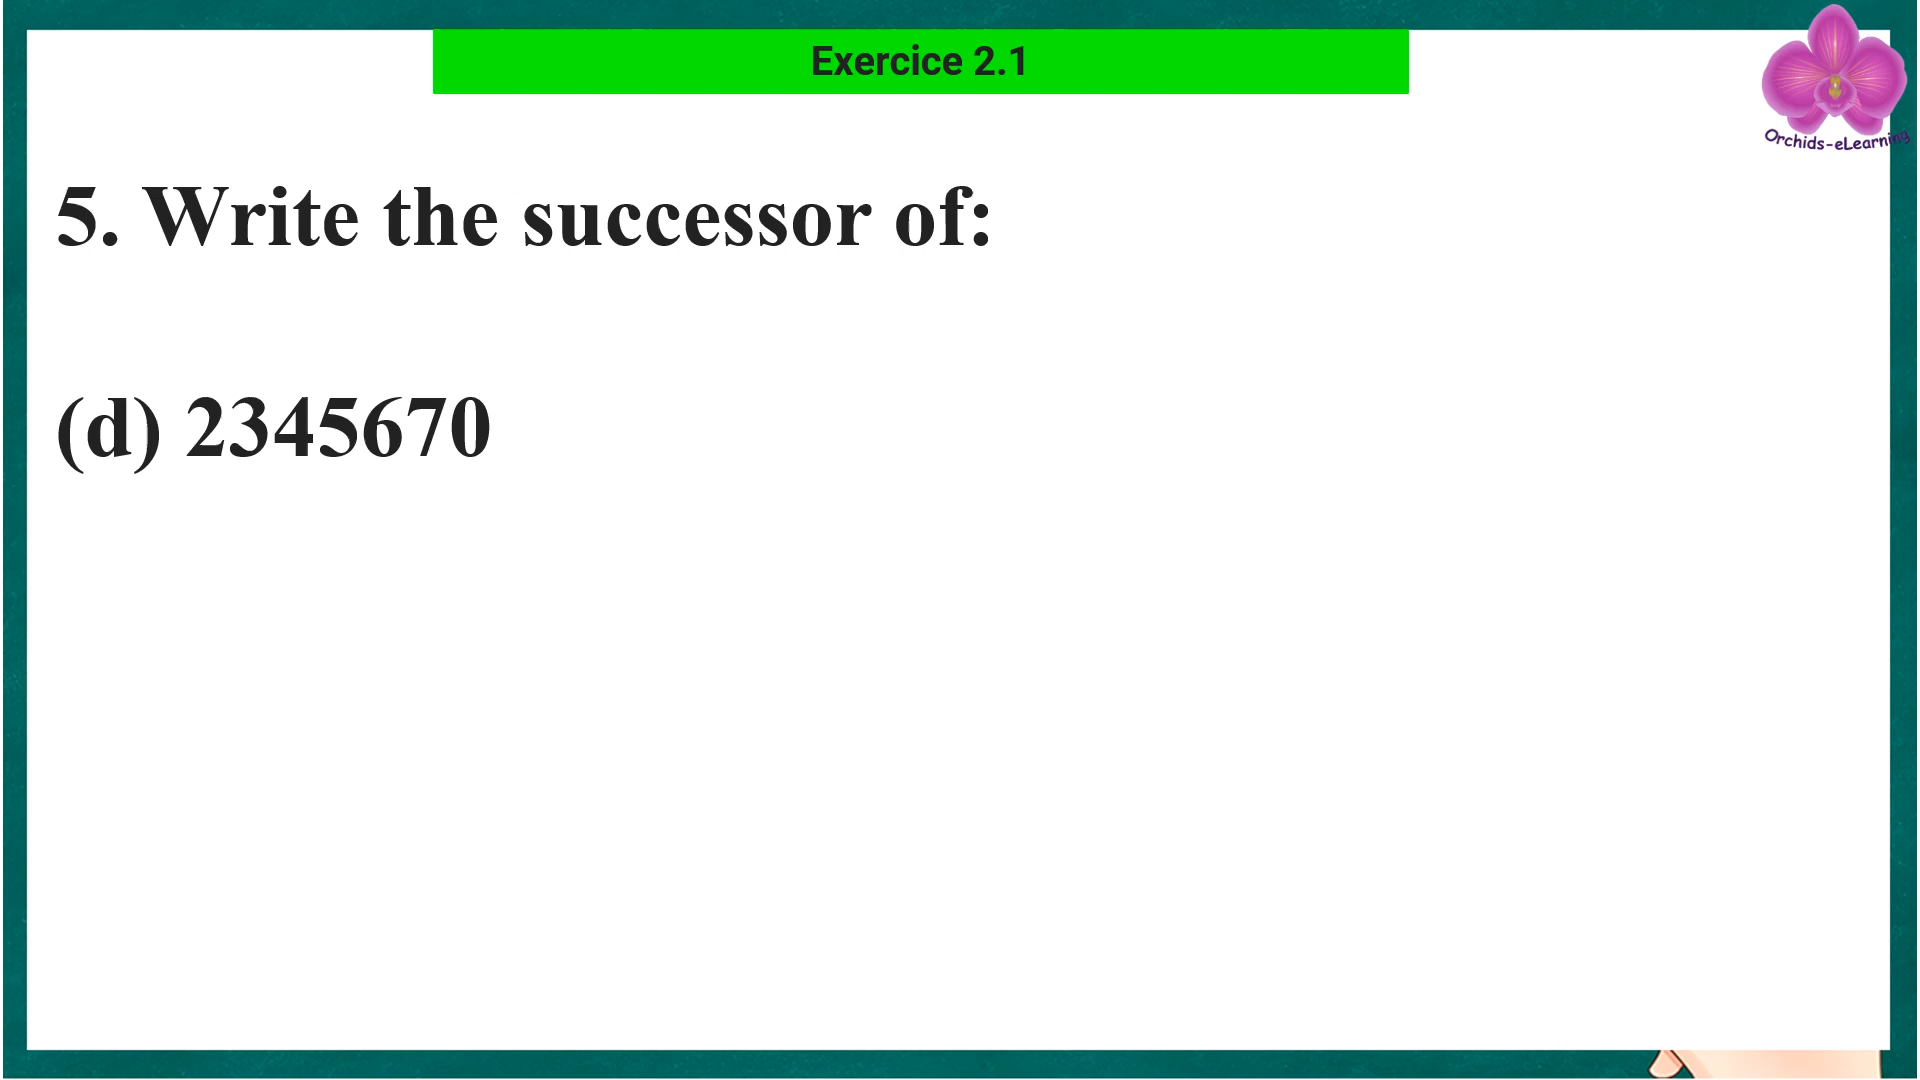 Exercice 2.1
Orchids-eLearning
5. Write the successor of:
(d) 2345670